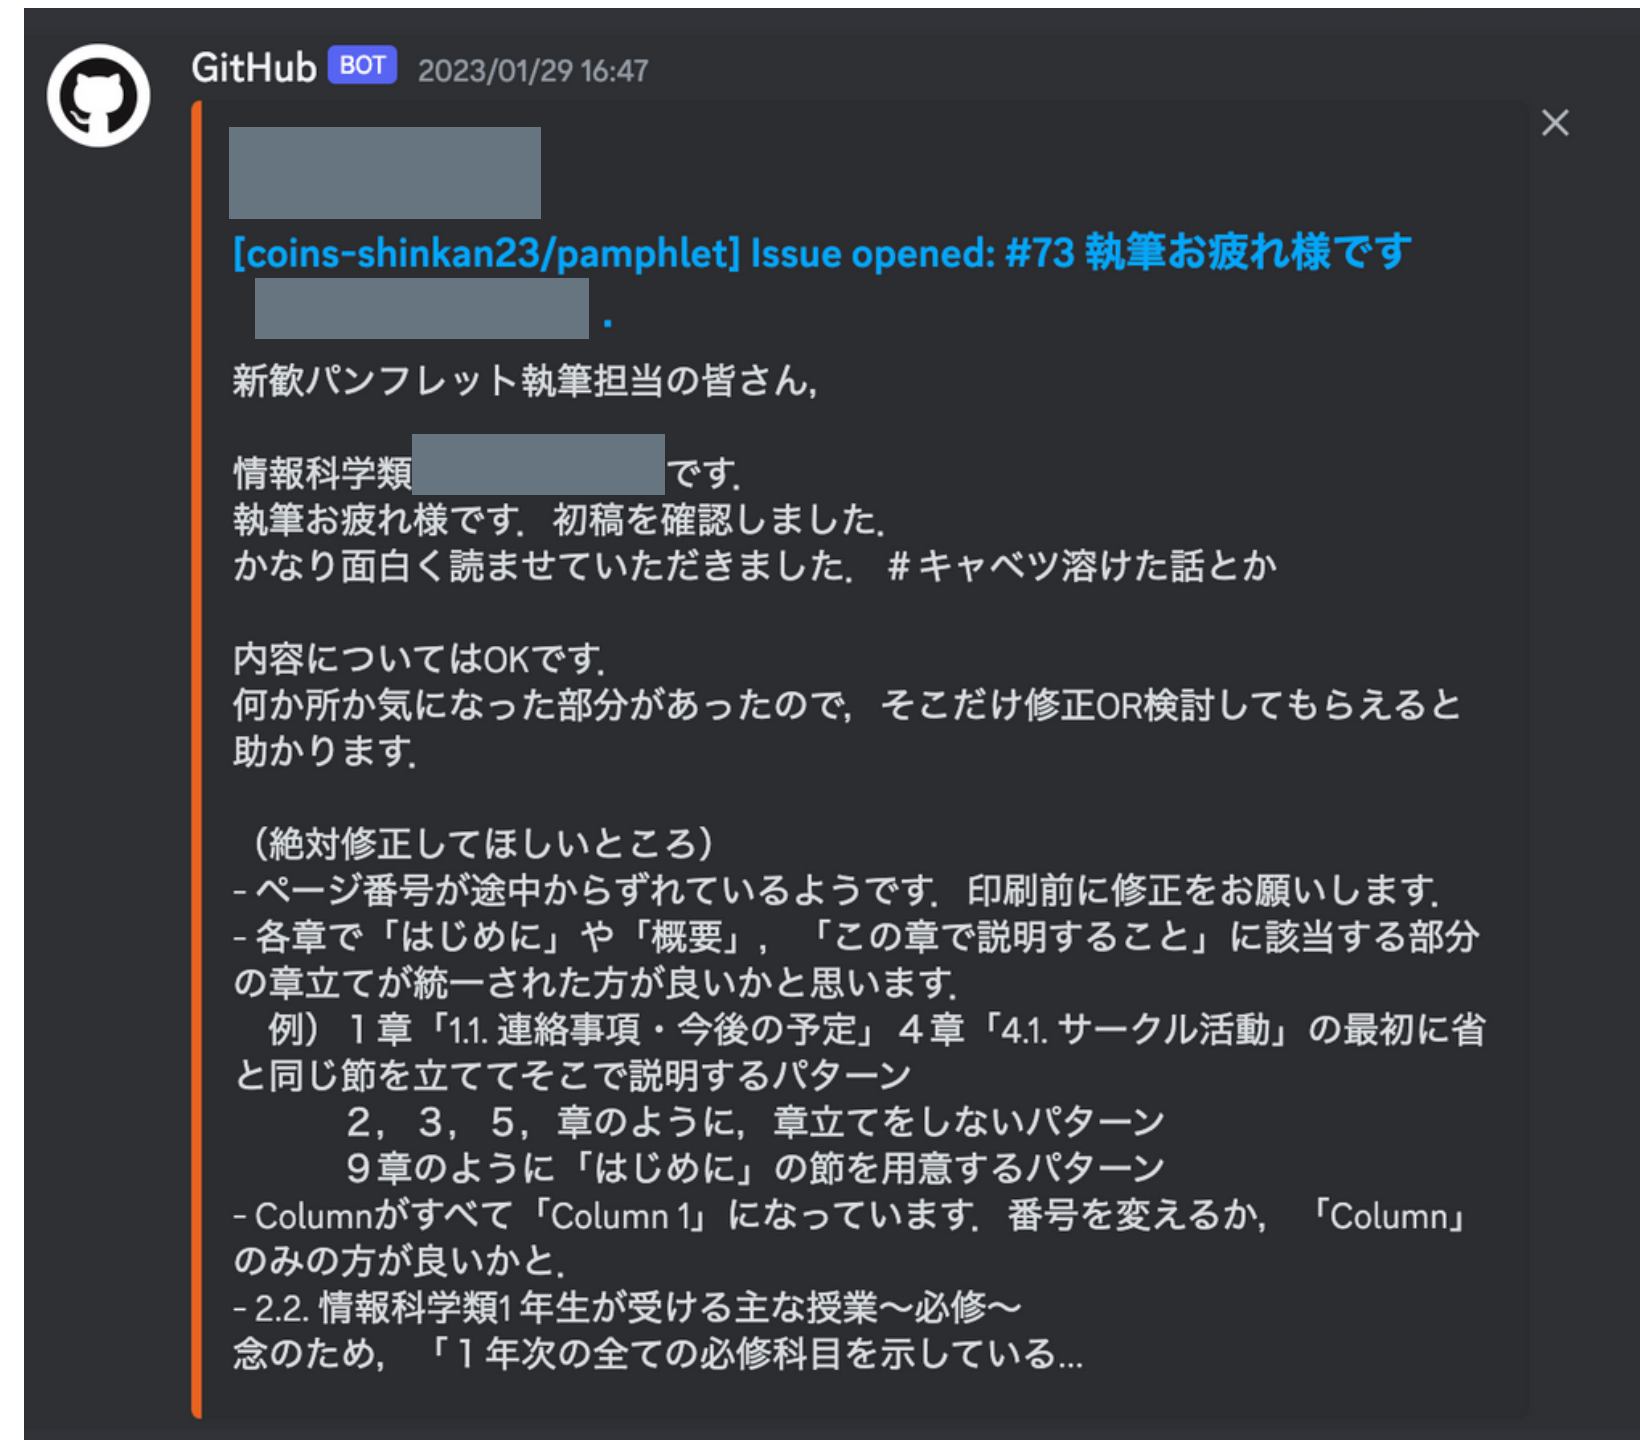 GitHub BOT 2023/01/29 16:47
[coins-shinkan23/pamphlet] Issue opened: #73 執筆お疲れ様です
.
新歓パンフレット執筆担当の皆さん，
情報科学類 です．
執筆お疲れ様です．初稿を確認しました．
かなり面白く読ませていただきました． ＃キャベツ溶けた話とか
内容についてはOKです．
何か所か気になった部分があったので，そこだけ修正OR検討してもらえると
助かります．
（絶対修正してほしいところ）
- ページ番号が途中からずれているようです．印刷前に修正をお願いします．
- 各章で「はじめに」や「概要」，「この章で説明すること」に該当する部分
の章立てが統一された方が良いかと思います．
例）１章「1.1. 連絡事項・今後の予定」４章「4.1. サークル活動」の最初に省
と同じ節を立ててそこで説明するパターン
２，３，５，章のように，章立てをしないパターン
９章のように「はじめに」の節を用意するパターン
- Columnがすべて「Column 1」になっています．番号を変えるか，「Column」
のみの方が良いかと．
- 2.2. 情報科学類1 年生が受ける主な授業～必修～
念のため，「１年次の全ての必修科目を示している...